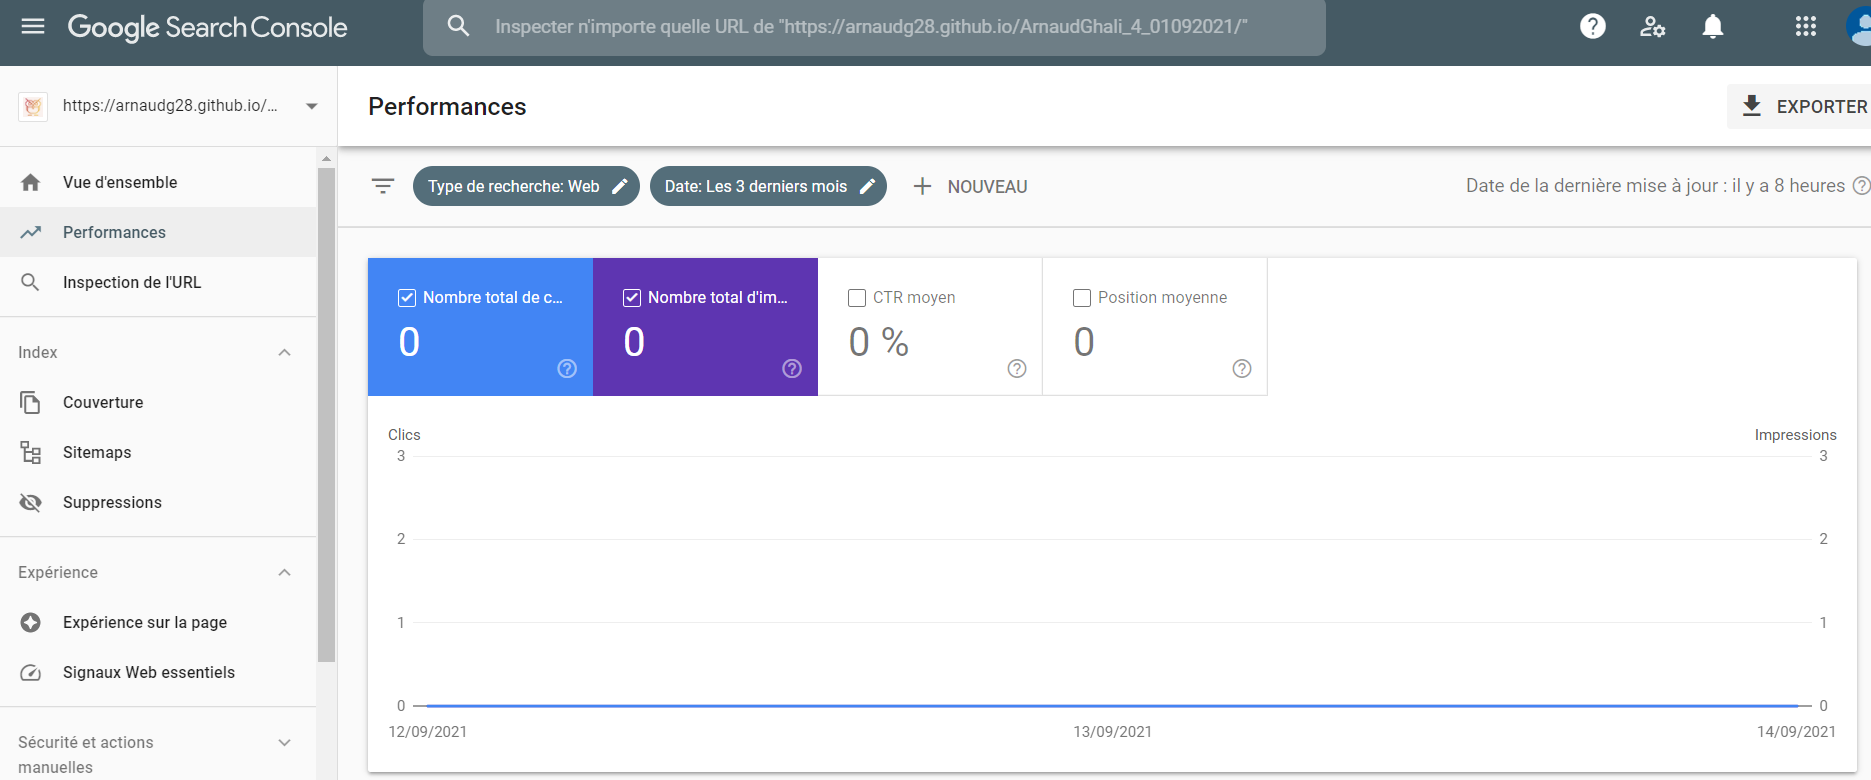 Google Search Console
Inspecter n'importe quelle URL de "https://arnaudg28.github.io/ArnaudGhali_4_01092021/"
https://arnaudg28.github.io/...
Performances
EXPORTER
Vue d'ensemble
Performances
Inspection de l'URL
Index
Couverture
Sitemaps
Suppressions
Expérience
Expérience sur la page
Signaux Web essentiels
Sécurité et actions
manuelles
Type de recherche: Web
Date: Les 3 derniers mois
NOUVEAU
Date de la dernière mise à jour : il y a 8 heures
Nombre total de c...
0
Nombre total d'im...
0
CTR moyen
0 %
Position moyenne
0
Clics
Impressions
3
3
2
2
1
1
0
0
12/09/2021
13/09/2021
14/09/2021